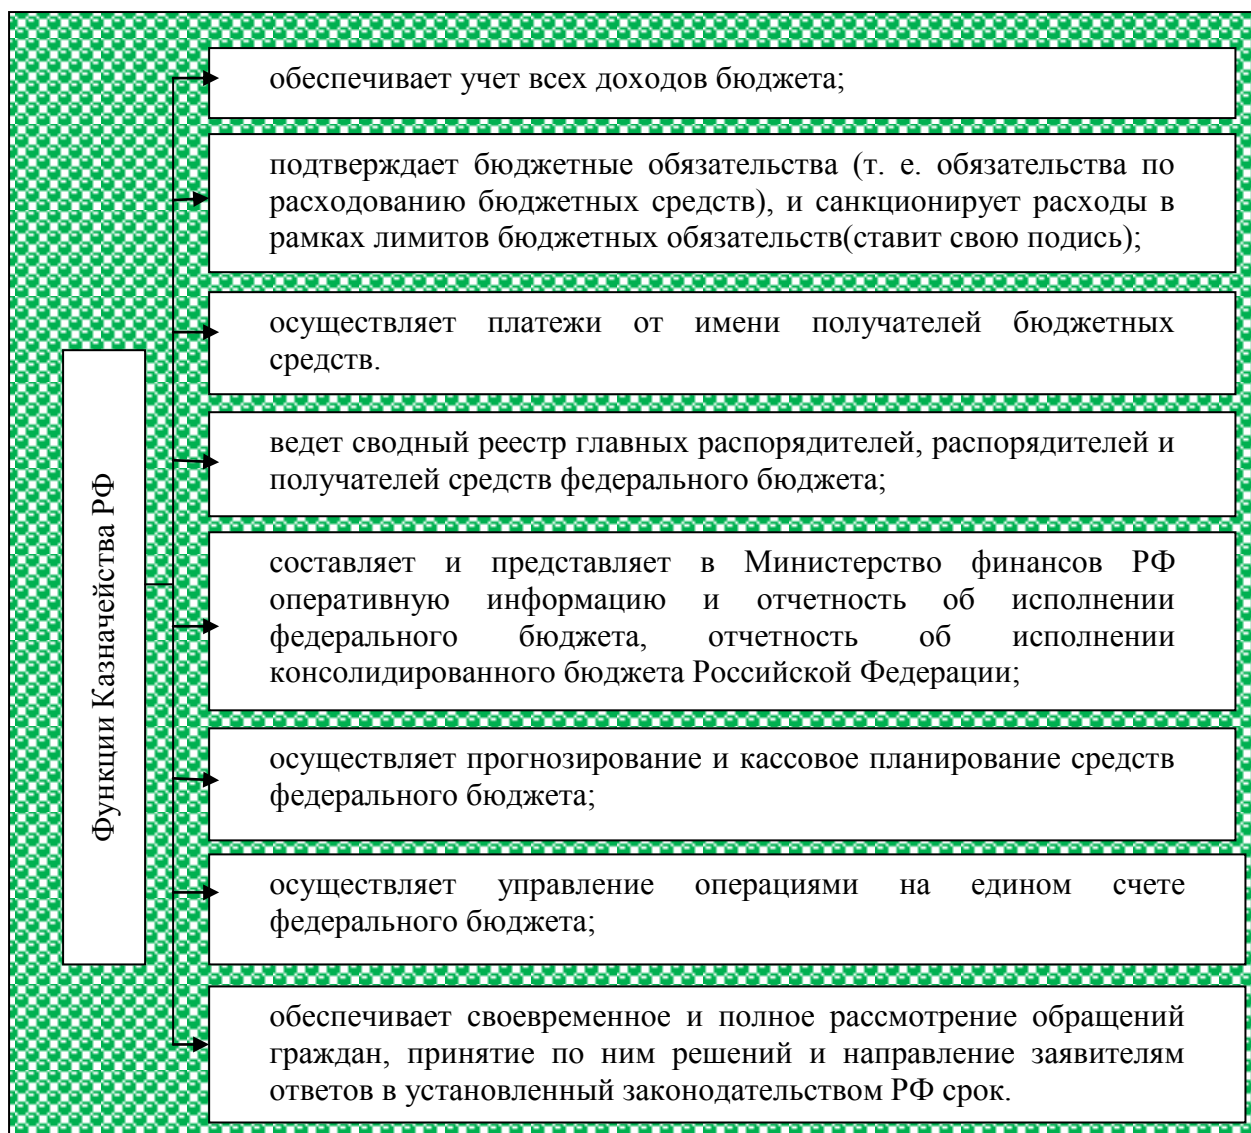 Функции Казначейства РФ
обеспечивает учет всех доходов бюджета;
подтверждает бюджетные обязательства (т. е. обязательства по
расходованию бюджетных средств), и санкционирует расходы в
рамках лимитов бюджетных обязательств(ставит свою подись);
осуществляет платежи от имени получателей бюджетных
средств.
ведет сводный реестр главных распорядителей, распорядителей и
получателей средств федерального бюджета;
составляет и представляет в Министерство финансов РФ
оперативную информацию и отчетность об исполнении
федерального бюджета, отчетность об исполнении
консолидированного бюджета Российской Федерации;
осуществляет прогнозирование и кассовое планирование средств
федерального бюджета;
осуществляет управление операциями на едином счете
федерального бюджета;
обеспечивает своевременное и полное рассмотрение обращений
граждан, принятие по ним решений и направление заявителям
ответов в установленный законодательством РФ срок.